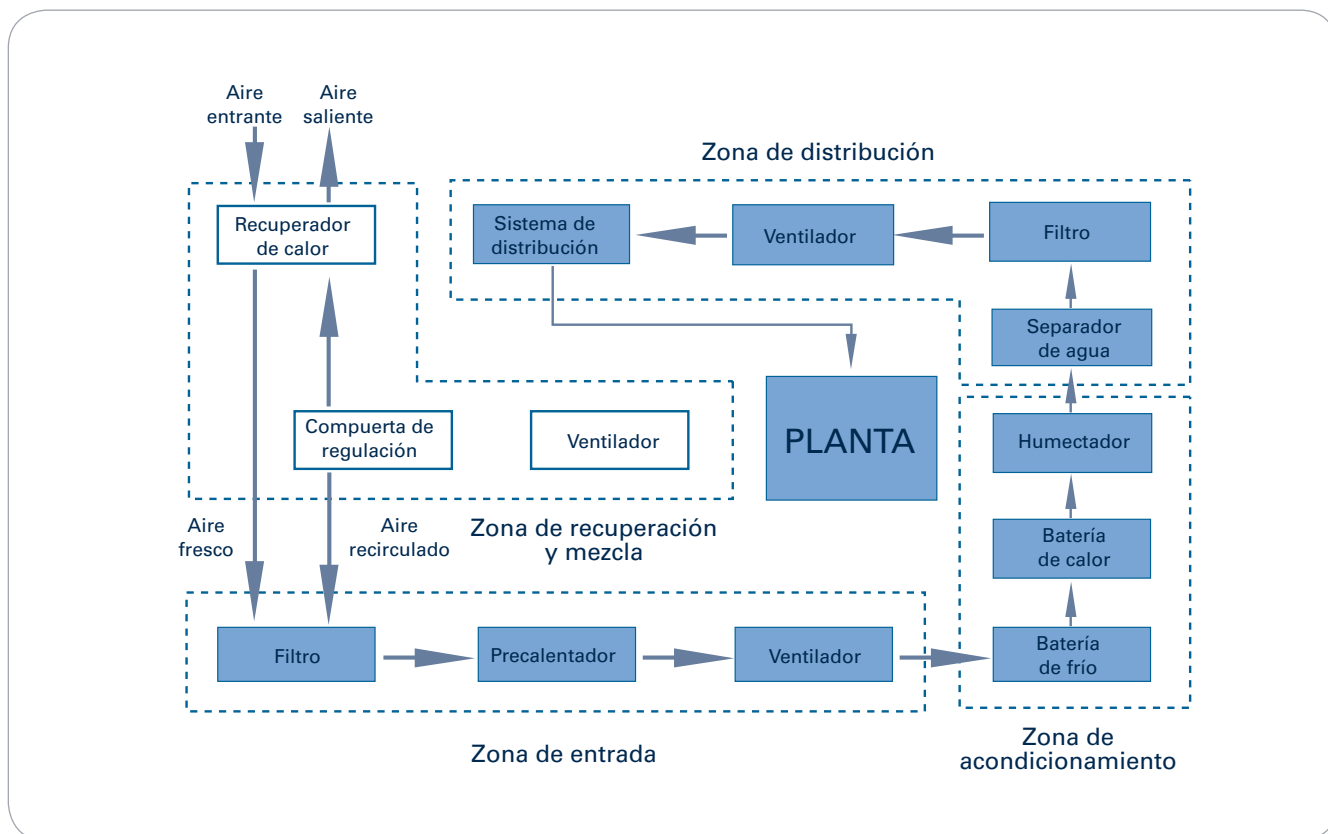 Aire
entrante
Aire
saliente
Zona de distribución
Recuperador
de calor
Sistema de
distribución
Ventilador
Filtro
Separador
de agua
PLANTA
Compuerta de
regulación
Ventilador
Humectador
Aire
fresco
Aire
recirculado
Zona de recuperación
y mezcla
Batería
de calor
Filtro
Precalentador
Ventilador
Batería
de frío
Zona de entrada
Zona de
acondicionamiento